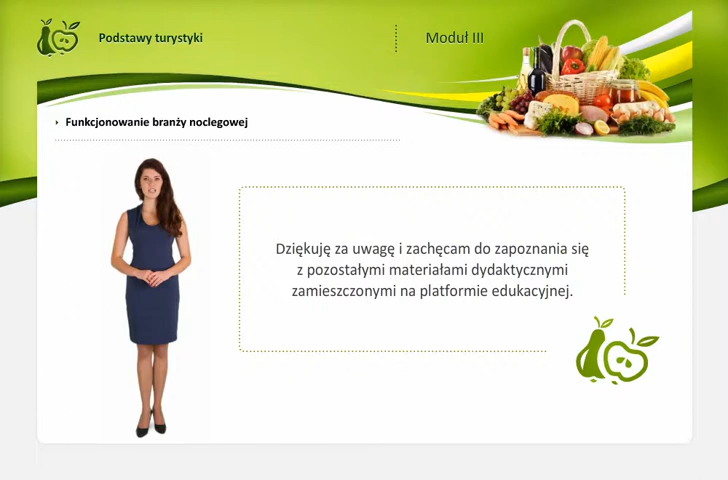 Podstawy turystyki
Moduł III
Funkcjonowanie branży noclegowej
Dziękuję za uwagę i zachęcam do zapoznania się
z pozostałymi materiałami dydaktycznymi
zamieszczonymi na platformie edukacyjnej.